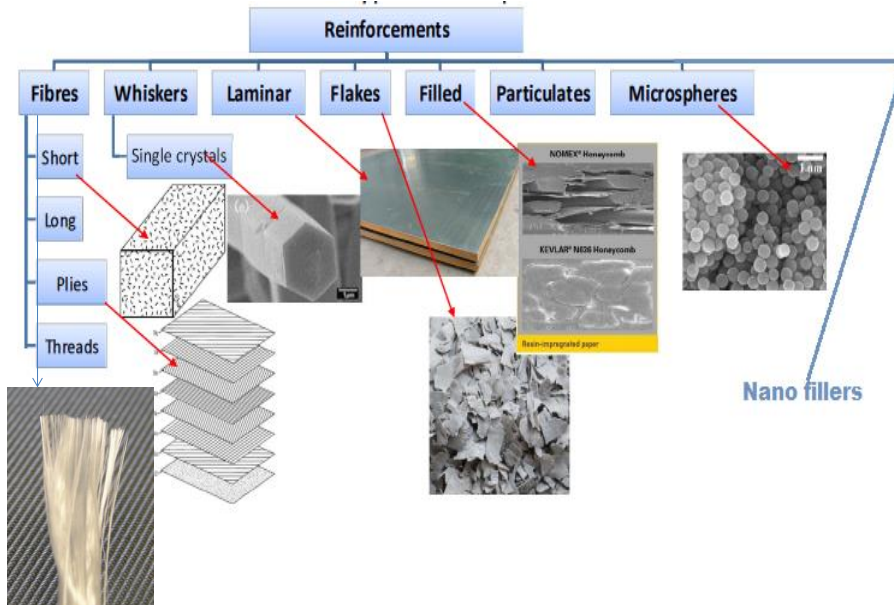 Reinforcements
Fibres
Whiskers
Laminar
Flakes
Filled
Particulates
Microspheres
Short
Single crystals
Long
Plies
Threads
NOMEX® Honeycomb
KEVLAR® N636 Honeycomb
Resin-impregnated paper
Nano fillers